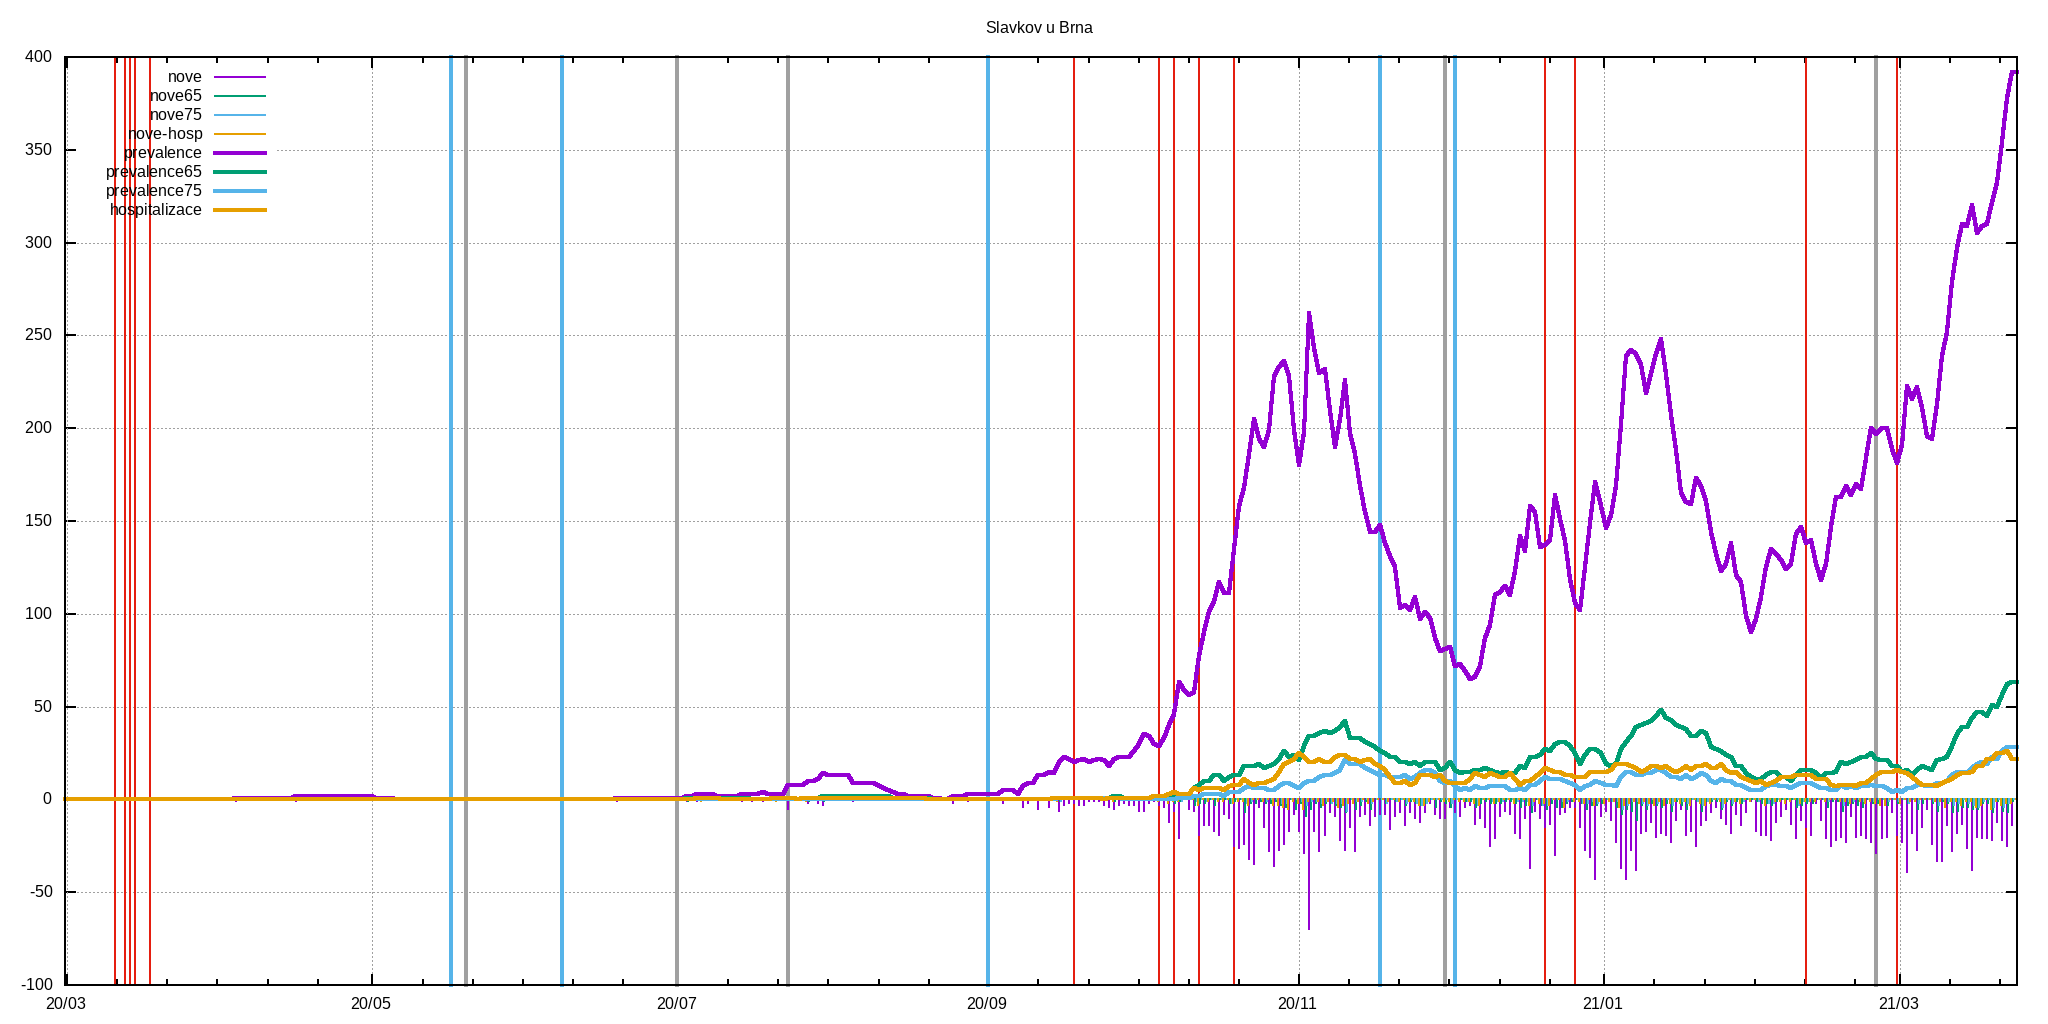 Slavkov u Brna
400
350
300
250
200
150
100
50
0
-50
-100
nove
nove65
nove75
nove-hosp
prevalence
prevalence65
prevalence75
hospitalizace
20/03 20/05 20/07 20/09 20/11 21/01 21/03